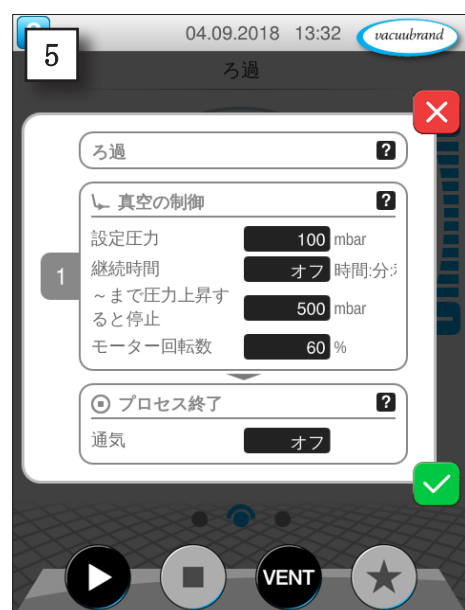 5
04.09.2018 13:32 vacuubrand
ろ過
ろ過 ?
真空の制御 ?
設定圧力 100 mbar
1
継続時間 オフ 時間:分:
～まで圧力上昇す
ると停止 500 mbar
モーター回転数 60 %
プロセス終了 ?
通気 オフ
VENT